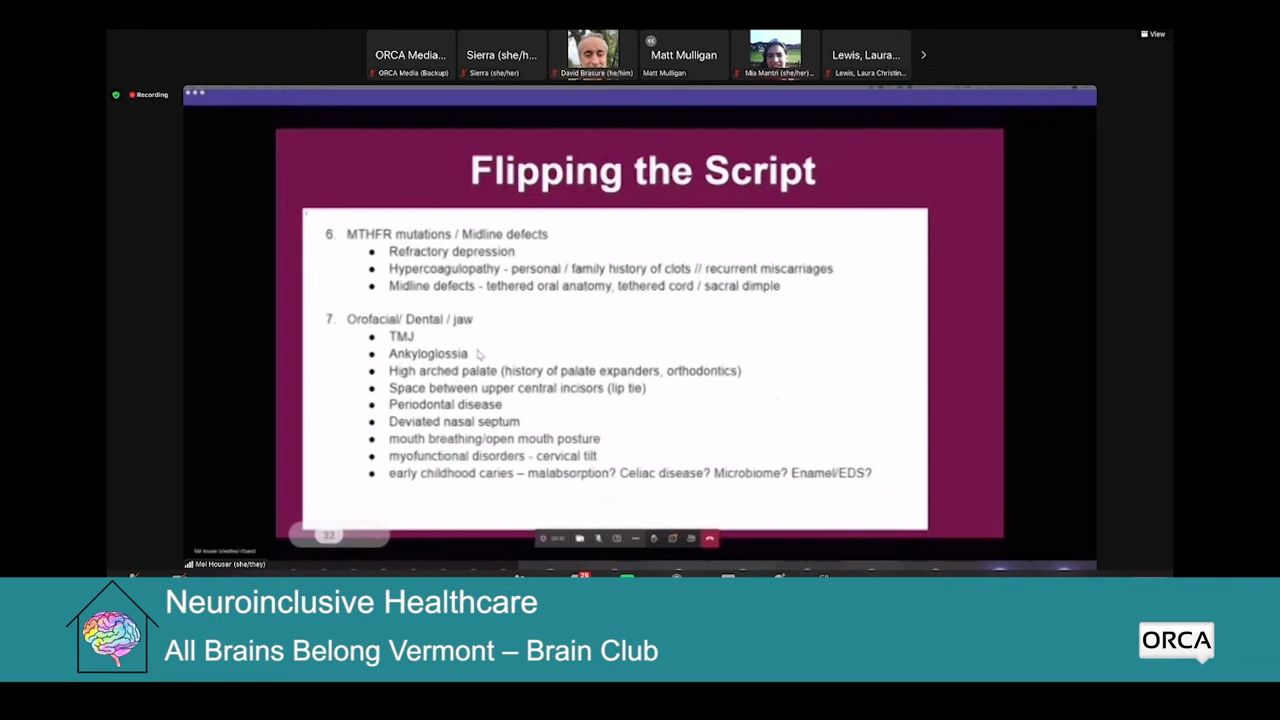 View
ORCA Media...
Sierra (she/h...
Matt Mulligan
Lewis, Laura...
ORCA Media (Backup)
Sierra (she/her)
David Brasure (he/him)
Matt Mulligan
Mia Mantri (she/her)...
Lewis, Laura Christin...
Recording
Flipping the Script
6. MTHFR mutations / Midline defects
• Refractory depression
• Hypercoagulopathy - personal / family history of clots // recurrent miscarriages
• Midline defects - tethered oral anatomy, tethered cord / sacral dimple
7. Orofacial/ Dental / jaw
• TMJ
• Ankyloglossia
• High arched palate (history of palate expanders, orthodontics)
• Space between upper central incisors (lip tie)
• Periodontal disease
• Deviated nasal septum
• mouth breathing/open mouth posture
• myofunctional disorders - cervical tilt
• early childhood caries – malabsorption? Celiac disease? Microbiome? Enamel/EDS?
32
Mel Houser (she/they)
26
Neuroinclusive Healthcare
All Brains Belong Vermont – Brain Club
ORCA